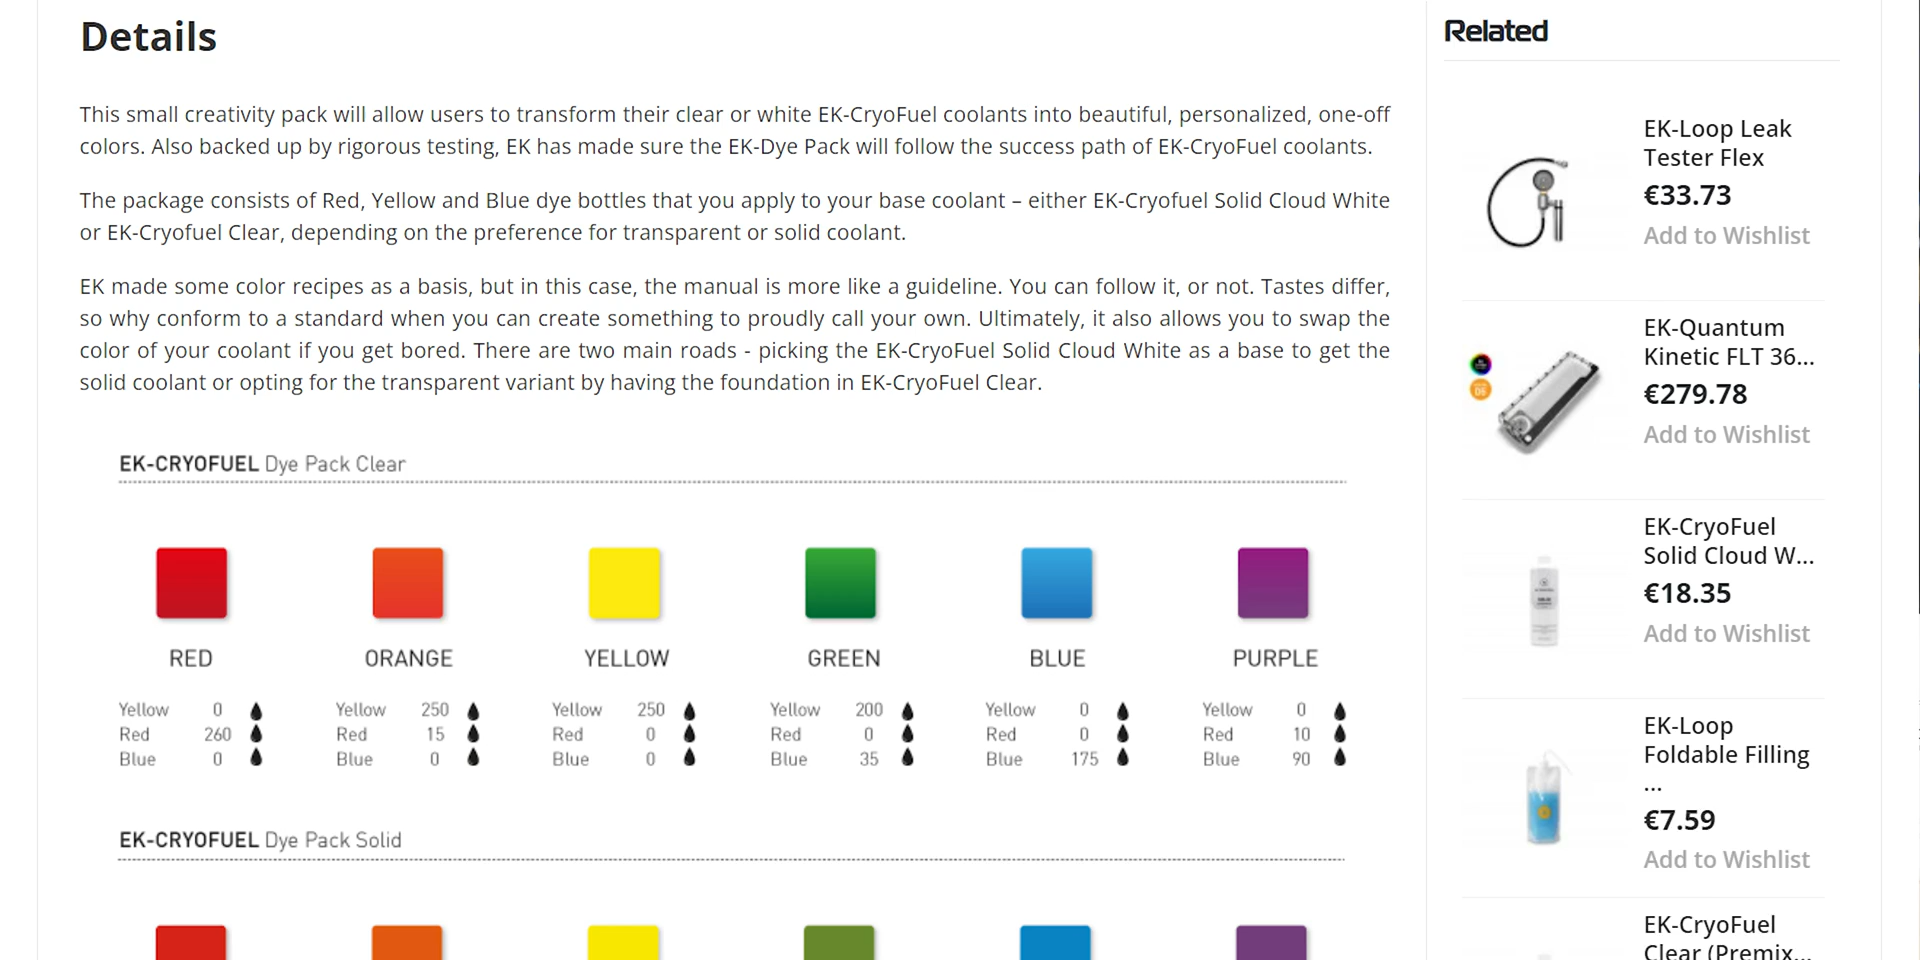 Details
This small creativity pack will allow users to transform their clear or white EK-CryoFuel coolants into beautiful, personalized, one-off
colors. Also backed up by rigorous testing, EK has made sure the EK-Dye Pack will follow the success path of EK-CryoFuel coolants.
The package consists of Red, Yellow and Blue dye bottles that you apply to your base coolant – either EK-Cryofuel Solid Cloud White
or EK-Cryofuel Clear, depending on the preference for transparent or solid coolant.
EK made some color recipes as a basis, but in this case, the manual is more like a guideline. You can follow it, or not. Tastes differ,
so why conform to a standard when you can create something to proudly call your own. Ultimately, it also allows you to swap the
color of your coolant if you get bored. There are two main roads - picking the EK-CryoFuel Solid Cloud White as a base to get the
solid coolant or opting for the transparent variant by having the foundation in EK-CryoFuel Clear.
EK-CRYOFUEL Dye Pack Clear
RED ORANGE YELLOW GREEN BLUE PURPLE
Yellow 0 Yellow 250 Yellow 250 Yellow 200 Yellow 0 Yellow 0
Red 260 Red 15 Red 0 Red 0 Red 0 Red 10
Blue 0 Blue 0 Blue 0 Blue 35 Blue 175 Blue 90
EK-CRYOFUEL Dye Pack Solid
Related
EK-Loop Leak
Tester Flex
€33.73
Add to Wishlist
EK-Quantum
Kinetic FLT 36...
€279.78
Add to Wishlist
EK-CryoFuel
Solid Cloud W...
€18.35
Add to Wishlist
EK-Loop
Foldable Filling
...
€7.59
Add to Wishlist
EK-CryoFuel
Clear (Premix...